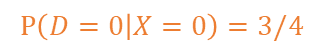 P(D = 0|X = 0) = 3/4